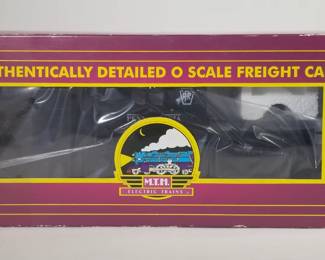 THENTICALLY DETAILED O SCALE FREIGHT CA
M.T.H.
ELECTRIC TRAINS